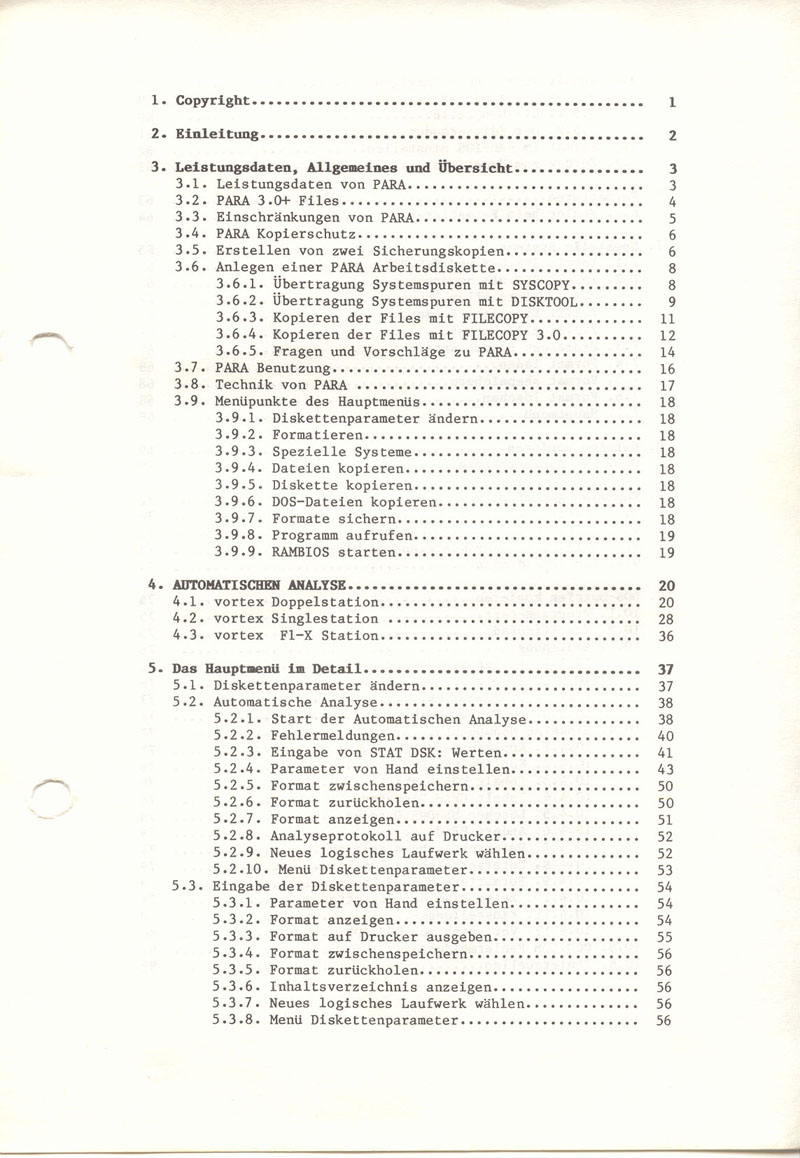 1. Copyright............................................... 1
2. Einleitung.............................................. 2
3. Leistungsdaten, Allgemeines und Übersicht............... 3
3.1. Leistungsdaten von PARA............................ 3
3.2. PARA 3.0+ Files.................................... 4
3.3. Einschränkungen von PARA........................... 5
3.4. PARA Kopierschutz.................................. 6
3.5. Erstellen von zwei Sicherungskopien................ 6
3.6. Anlegen einer PARA Arbeitsdiskette................. 8
3.6.1. Übertragung Systemspuren mit SYSCOPY......... 8
3.6.2. Übertragung Systemspuren mit DISKTOOL........ 9
3.6.3. Kopieren der Files mit FILECOPY.............. 11
3.6.4. Kopieren der Files mit FILECOPY 3.0.......... 12
3.6.5. Fragen und Vorschläge zu PARA................ 14
3.7. PARA Benutzung..................................... 16
3.8. Technik von PARA .................................. 17
3.9. Menüpunkte des Hauptmenüs.......................... 18
3.9.1. Diskettenparameter ändern.................... 18
3.9.2. Formatieren.................................. 18
3.9.3. Spezielle Systeme............................ 18
3.9.4. Dateien kopieren............................. 18
3.9.5. Diskette kopieren............................ 18
3.9.6. DOS-Dateien kopieren......................... 18
3.9.7. Formate sichern.............................. 18
3.9.8. Programm aufrufen............................ 19
3.9.9. RAMBIOS starten.............................. 19
4. AUTOMATISCHEN ANALYSE................................... 20
4.1. vortex Doppelstation............................... 20
4.2. vortex Singlestation .............................. 28
4.3. vortex  F1-X Station............................... 36
5. Das Hauptmenü im Detail................................. 37
5.1. Diskettenparameter ändern.......................... 37
5.2. Automatische Analyse............................... 38
5.2.1. Start der Automatischen Analyse.............. 38
5.2.2. Fehlermeldungen.............................. 40
5.2.3. Eingabe von STAT DSK: Werten................. 41
5.2.4. Parameter von Hand einstellen................ 43
5.2.5. Format zwischenspeichern..................... 50
5.2.6. Format zurückholen........................... 50
5.2.7. Format anzeigen.............................. 51
5.2.8. Analyseprotokoll auf Drucker................. 52
5.2.9. Neues logisches Laufwerk wählen.............. 52
5.2.10. Menü Diskettenparameter..................... 53
5.3. Eingabe der Diskettenparameter..................... 54
5.3.1. Parameter von Hand einstellen................ 54
5.3.2. Format anzeigen.............................. 54
5.3.3. Format auf Drucker ausgeben.................. 55
5.3.4. Format zwischenspeichern..................... 56
5.3.5. Format zurückholen........................... 56
5.3.6. Inhaltsverzeichnis anzeigen.................. 56
5.3.7. Neues logisches Laufwerk wählen.............. 56
5.3.8. Menü Diskettenparameter...................... 56